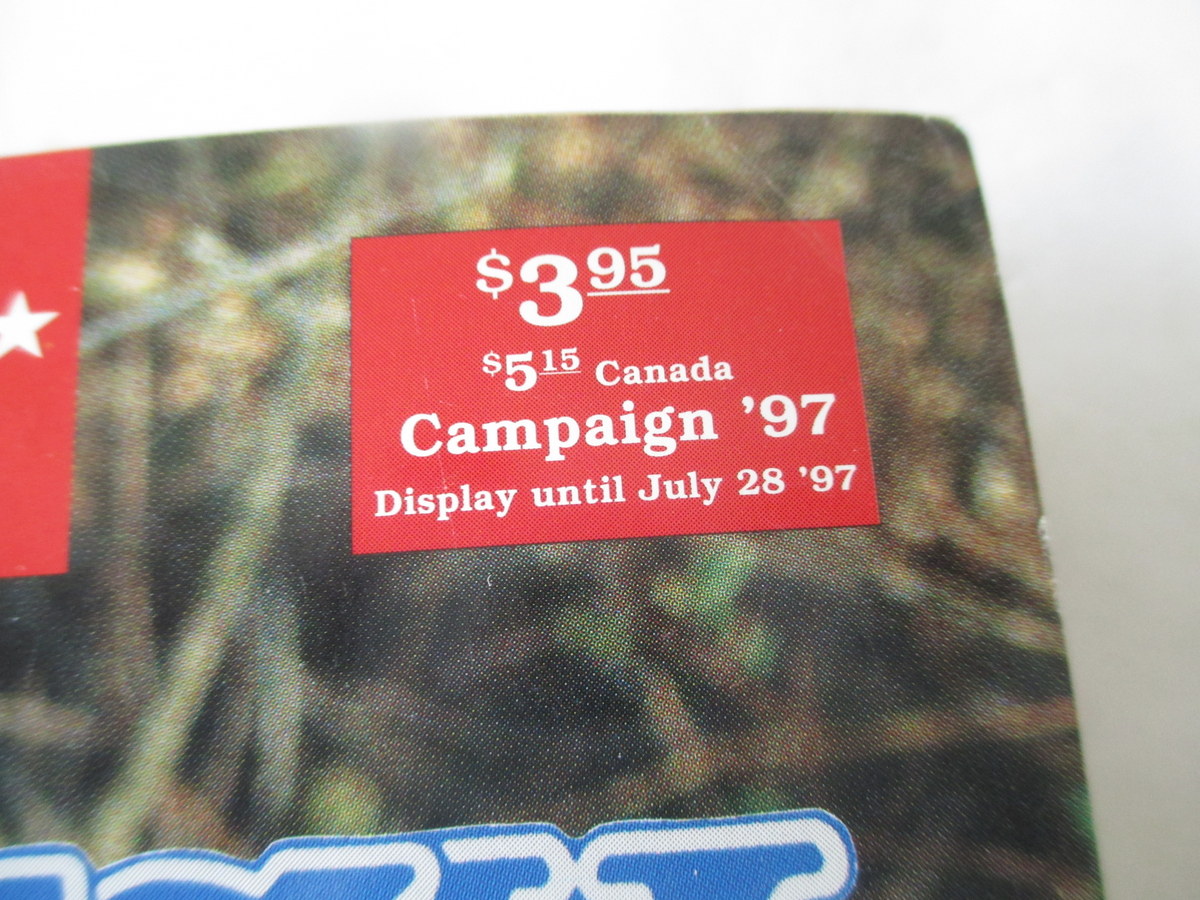 $3 95
$5 15 Canada
Campaign ’97
Display until July 28 ’97